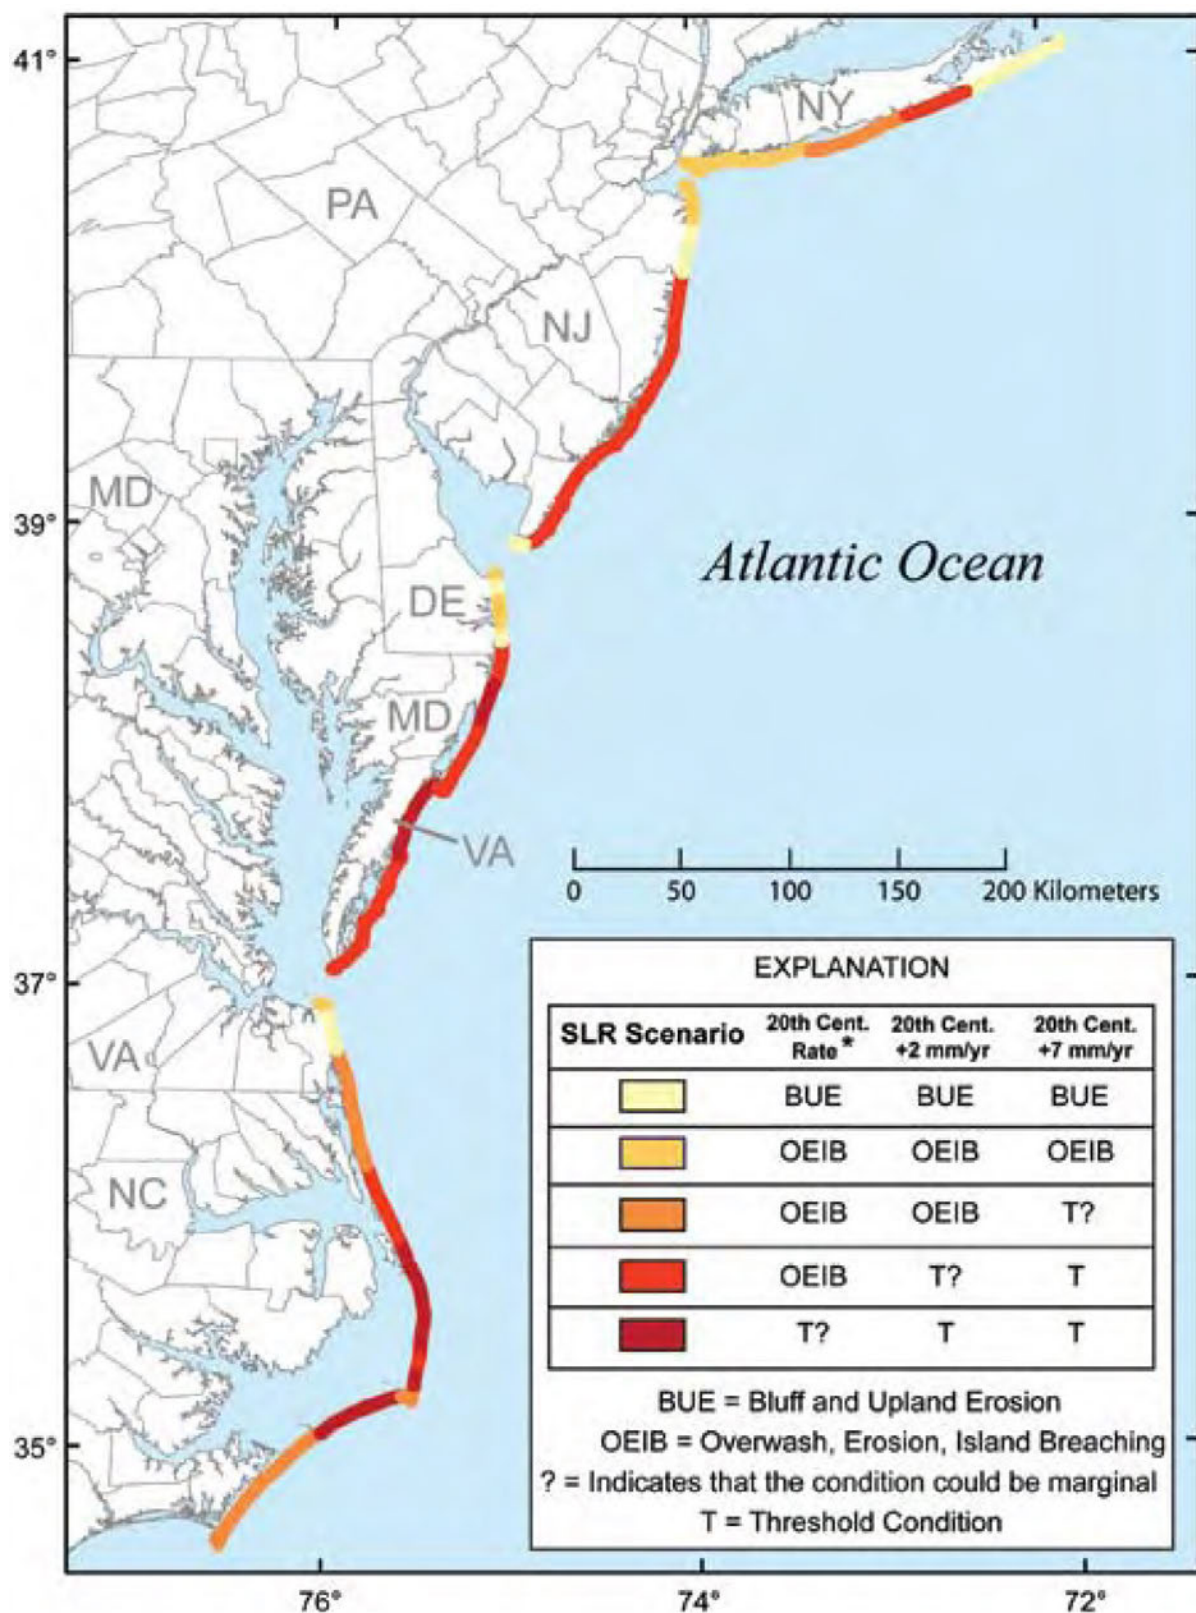 41°
NY
PA
NJ
MD
39°
Atlantic Ocean
DE
MD
VA
0 50 100 150 200 Kilometers
37°
VA
NC
35°
76° 74° 72°
EXPLANATION
SLR Scenario 20th Cent. Rate* 20th Cent. +2 mm/yr 20th Cent. +7 mm/yr
BUE BUE BUE
OEIB OEIB OEIB
OEIB OEIB T?
OEIB T? T
T? T T
BUE = Bluff and Upland Erosion
OEIB = Overwash, Erosion, Island Breaching
? = Indicates that the condition could be marginal
T = Threshold Condition